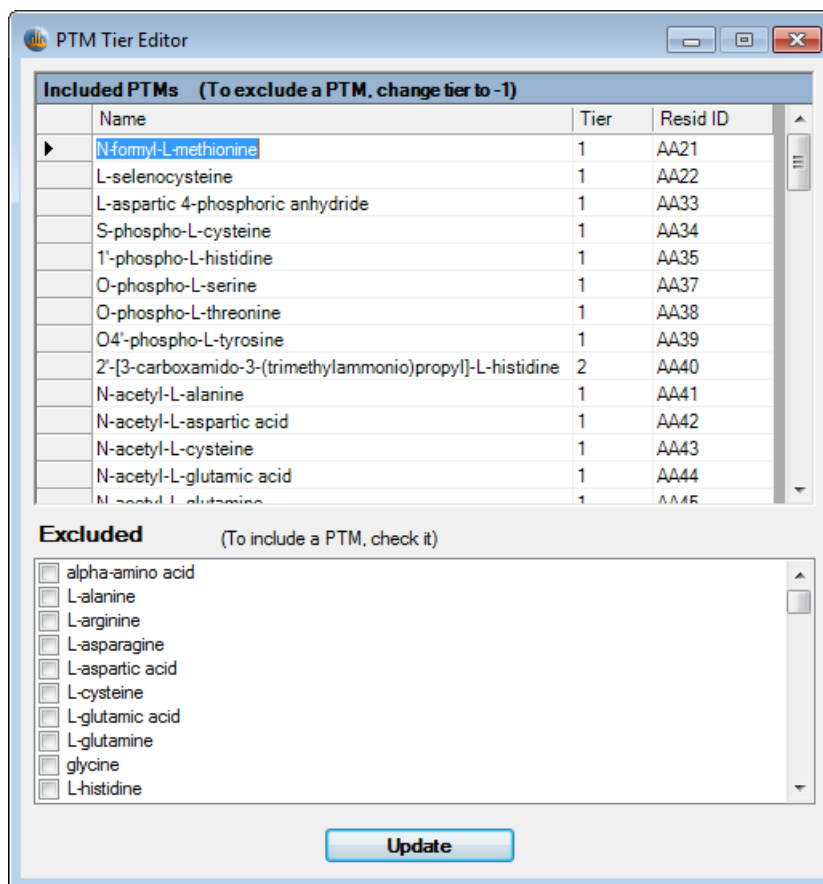 PTM Tier Editor
Included PTMs (To exclude a PTM, change tier to -1)
Name Tier Resid ID
N-formyl-L-methionine 1 AA21
L-selenocysteine 1 AA22
L-aspartic 4-phosphoric anhydride 1 AA33
S-phospho-L-cysteine 1 AA34
1'-phospho-L-histidine 1 AA35
O-phospho-L-serine 1 AA37
O-phospho-L-threonine 1 AA38
O4'-phospho-L-tyrosine 1 AA39
2'-[3-carboxamido-3-(trimethylammonio)propyl]-L-histidine 2 AA40
N-acetyl-L-alanine 1 AA41
N-acetyl-L-aspartic acid 1 AA42
N-acetyl-L-cysteine 1 AA43
N-acetyl-L-glutamic acid 1 AA44
N-acetyl-L-glutamine 1 AA45
Excluded (To include a PTM, check it)
alpha-amino acid
L-alanine
L-arginine
L-asparagine
L-aspartic acid
L-cysteine
L-glutamic acid
L-glutamine
glycine
L-histidine
Update